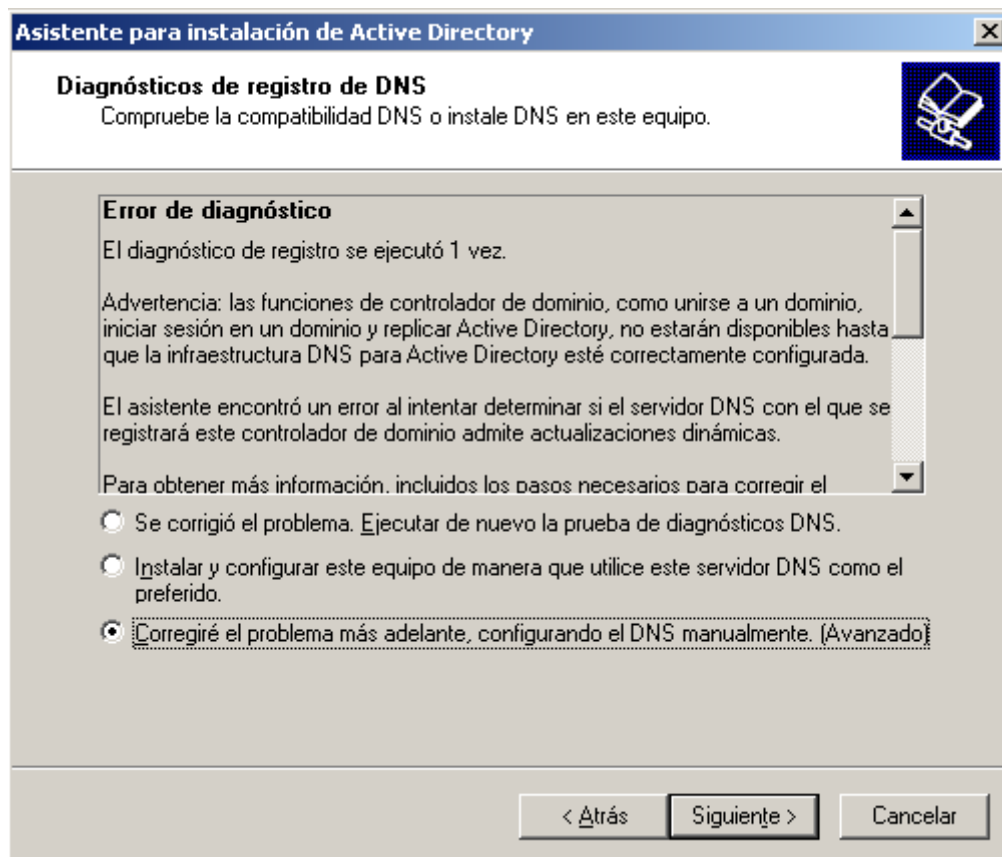 Asistente para instalación de Active Directory
Diagnósticos de registro de DNS
Compruebe la compatibilidad DNS o instale DNS en este equipo.
Error de diagnóstico
El diagnóstico de registro se ejecutó 1 vez.
Advertencia: las funciones de controlador de dominio, como unirse a un dominio,
iniciar sesión en un dominio y replicar Active Directory, no estarán disponibles hasta
que la infraestructura DNS para Active Directory esté correctamente configurada.
El asistente encontró un error al intentar determinar si el servidor DNS con el que se
registrará este controlador de dominio admite actualizaciones dinámicas.
Para obtener más información, incluidos los pasos necesarios para corregir el
Se corrigió el problema. Ejecutar de nuevo la prueba de diagnósticos DNS.
Instalar y configurar este equipo de manera que utilice este servidor DNS como el
preferido.
Corregiré el problema más adelante, configurando el DNS manualmente. (Avanzado)
< Atrás
Siguiente >
Cancelar